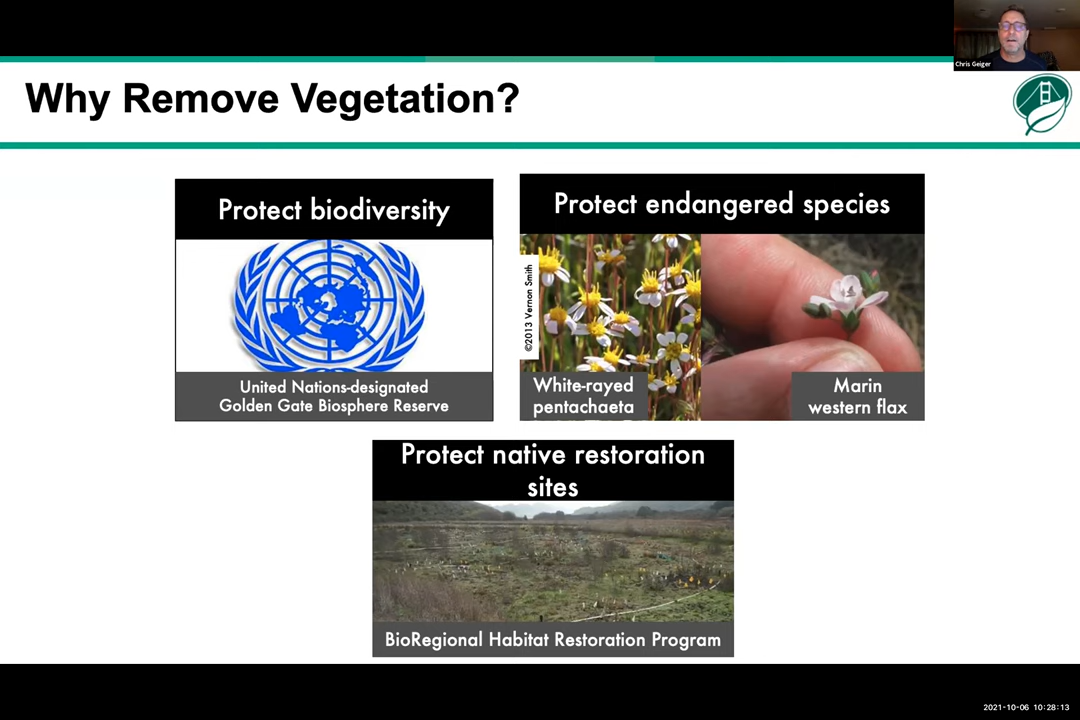 Chris Geiger
Why Remove Vegetation?
Protect biodiversity
United Nations-designated
Golden Gate Biosphere Reserve
Protect endangered species
©2013 Vernon Smith
White-rayed
pentachaeta
Marin
western flax
Protect native restoration
sites
BioRegional Habitat Restoration Program
2021-10-06 10:28:13